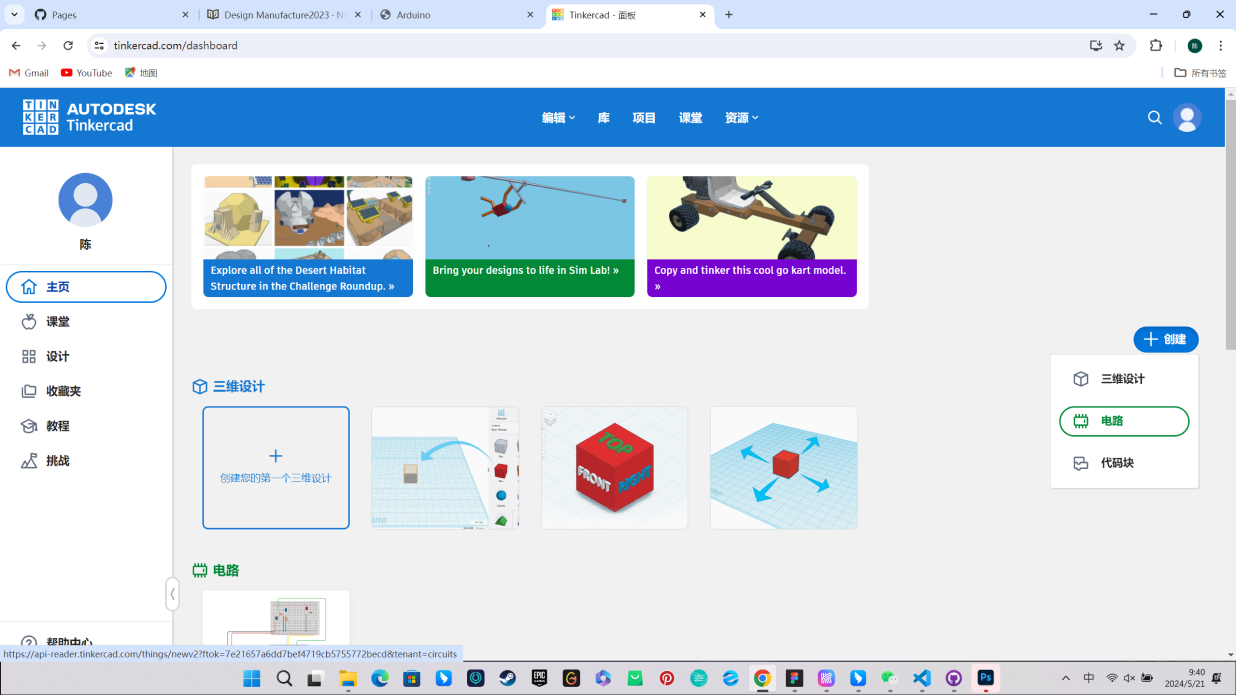 Pages
Design Manufacture2023 - N
Arduino
Tinkercad - 面板
tinkercad.com/dashboard
陈
Gmail
YouTube
地图
所有书签
TIN
KER
CAD
AUTODESK
Tinkercad
编辑
库
项目
课堂
资源
陈
主页
课堂
设计
收藏夹
教程
挑战
帮助中心
Explore all of the Desert Habitat
Structure in the Challenge Roundup. »
Bring your designs to life in Sim Lab! »
Copy and tinker this cool go kart model.
»
创建
三维设计
电路
代码块
三维设计
创建您的第一个三维设计
TOP
FRONT
RIGHT
电路
https://api-reader.tinkercad.com/things/newv2?ftok=7e21657a6dd7bef4719cb5755772becd&tenant=circuits
EPIC
GAMES
Ps
中
9:40
2024/5/21